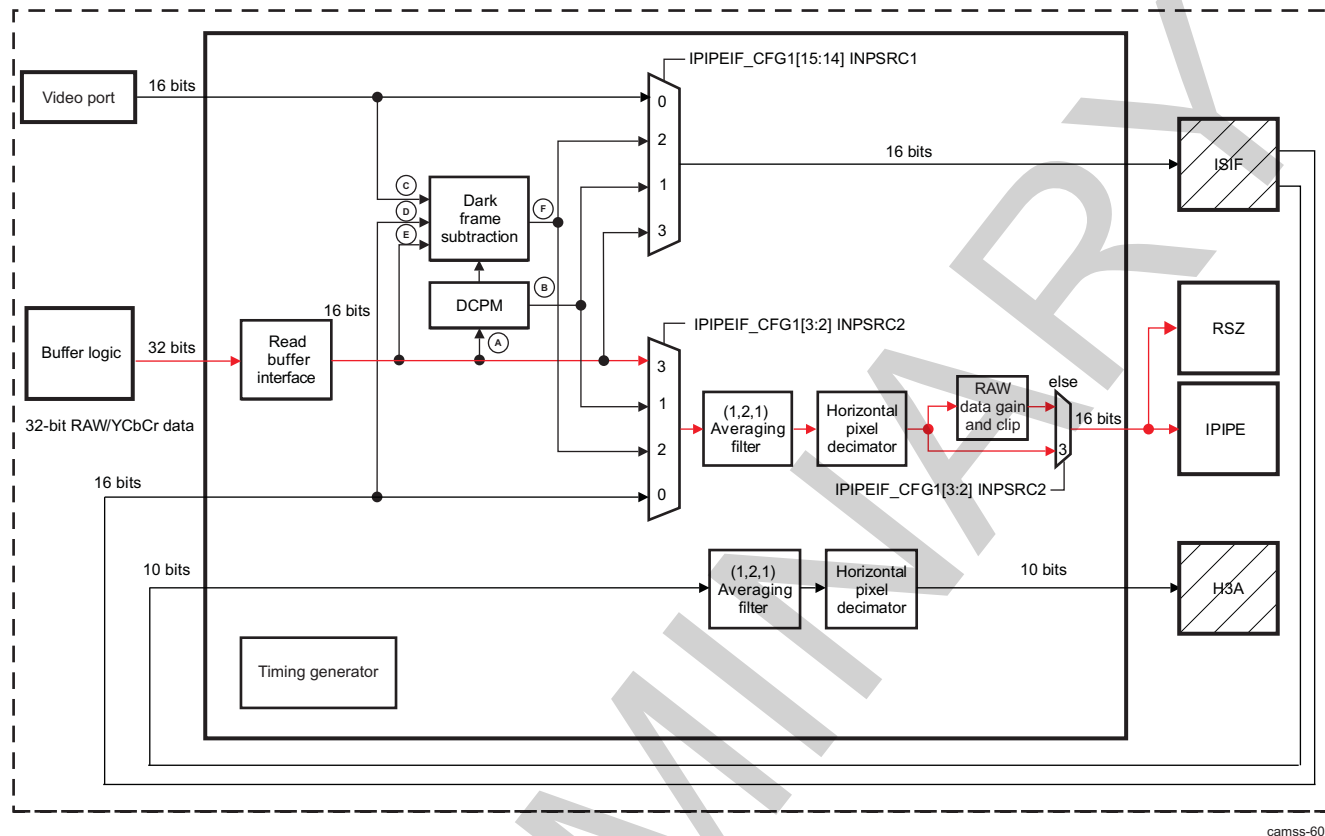 IPIPEIF_CFG1[15:14] INPSRC1
Video port
16 bits
0
2
1
3
16 bits
ISIF
C
D
E
Dark
frame
subtraction
F
DCPM
B
A
Buffer logic
32 bits
32-bit RAW/YCbCr data
Read
buffer
interface
16 bits
IPIPEIF_CFG1[3:2] INPSRC2
3
1
2
0
(1,2,1)
Averaging
filter
Horizontal
pixel
decimator
RAW
data gain
and clip
else
3
16 bits
IPIPEIF_CFG1[3:2] INPSRC2
RSZ
IPIPE
16 bits
10 bits
(1,2,1)
Averaging
filter
Horizontal
pixel
decimator
10 bits
H3A
Timing generator
MINARY
camss-60